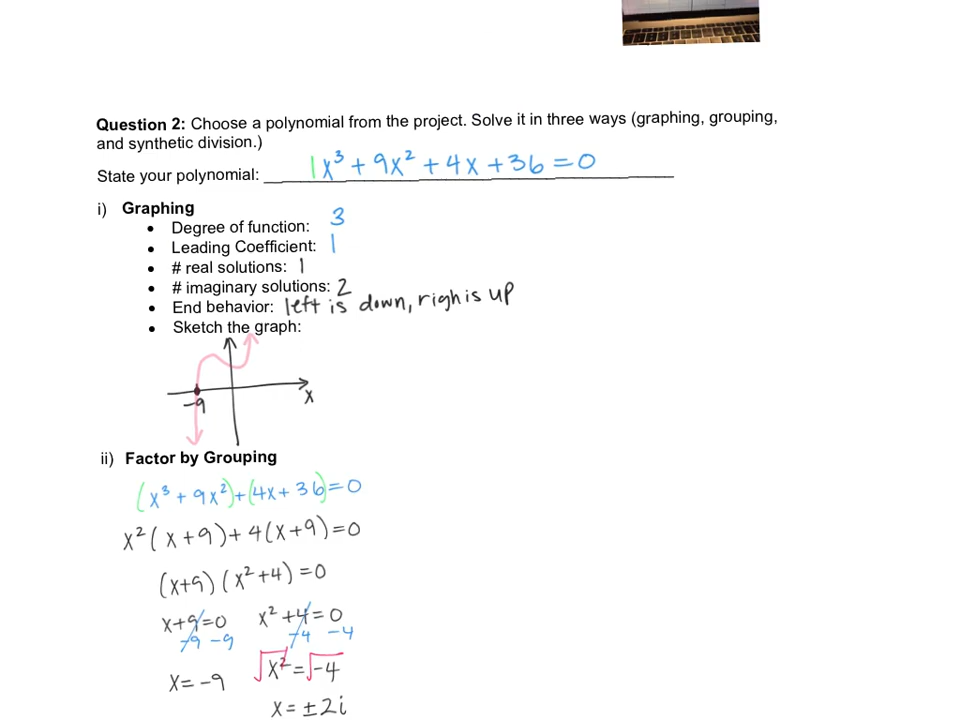 Question 2: Choose a polynomial from the project. Solve it in three ways (graphing, grouping,
and synthetic division.)
State your polynomial: 1x³ + 9x² + 4x + 36 = 0
i) Graphing
• Degree of function: 3
• Leading Coefficient: 1
• # real solutions: 1
• # imaginary solutions: 2
• End behavior: left is down, righ is up
• Sketch the graph:
-9
x
ii) Factor by Grouping
(x³ + 9x²) + (4x + 36) = 0
x²(x+9) + 4(x+9) = 0
(x+9)(x²+4) = 0
x+9=0 x²+4=0
-9 -9 -4 -4
x = -9 √x² = √-4
x = ±2i